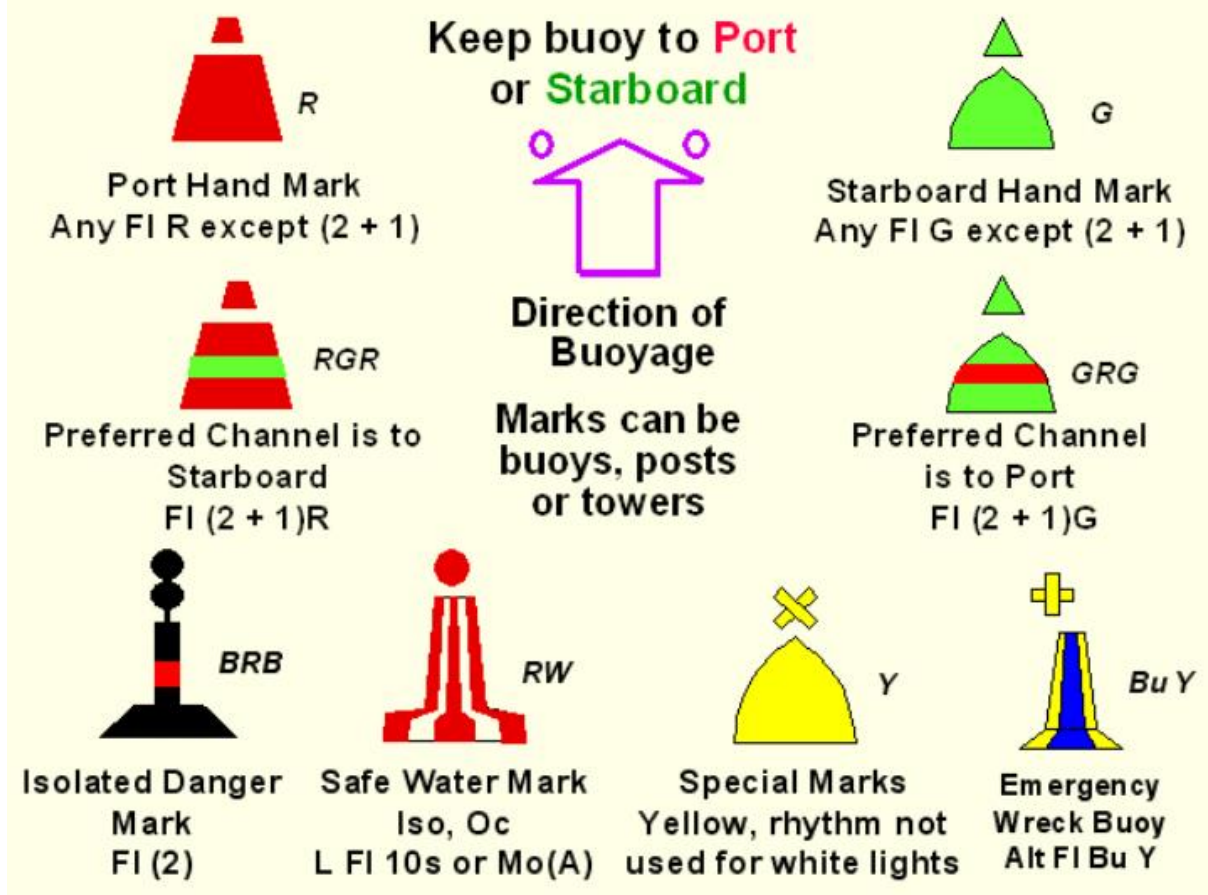 Keep buoy to Port
or Starboard
R
Port Hand Mark
Any Fl R except (2 + 1)
G
Starboard Hand Mark
Any Fl G except (2 + 1)
Direction of
Buoyage
RGR
Preferred Channel is to
Starboard
Fl (2 + 1)R
Marks can be
buoys, posts
or towers
GRG
Preferred Channel
is to Port
Fl (2 + 1)G
BRB
Isolated Danger
Mark
Fl (2)
RW
Safe Water Mark
Iso, Oc
L Fl 10s or Mo(A)
Y
Special Marks
Yellow, rhythm not
used for white lights
Bu Y
Emergency
Wreck Buoy
Alt Fl Bu Y